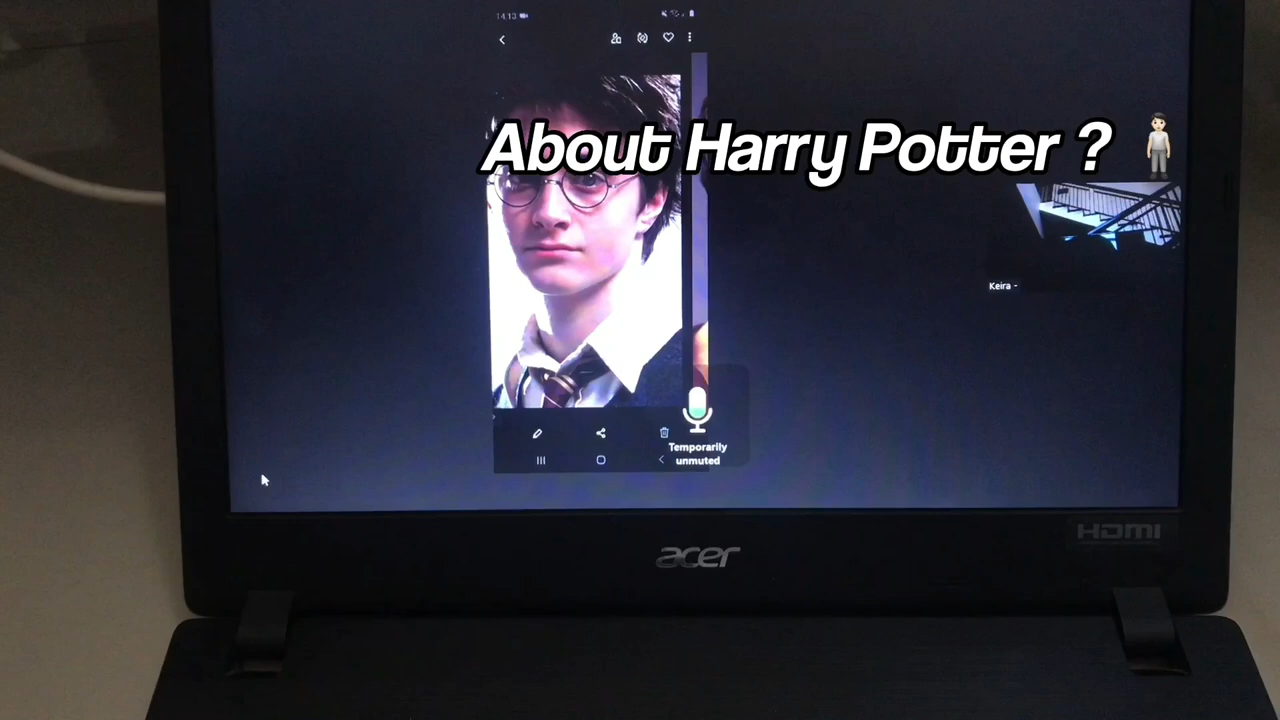 14.13
About Harry Potter ?
Keira -
Temporarily
unmuted
HDMI
acer